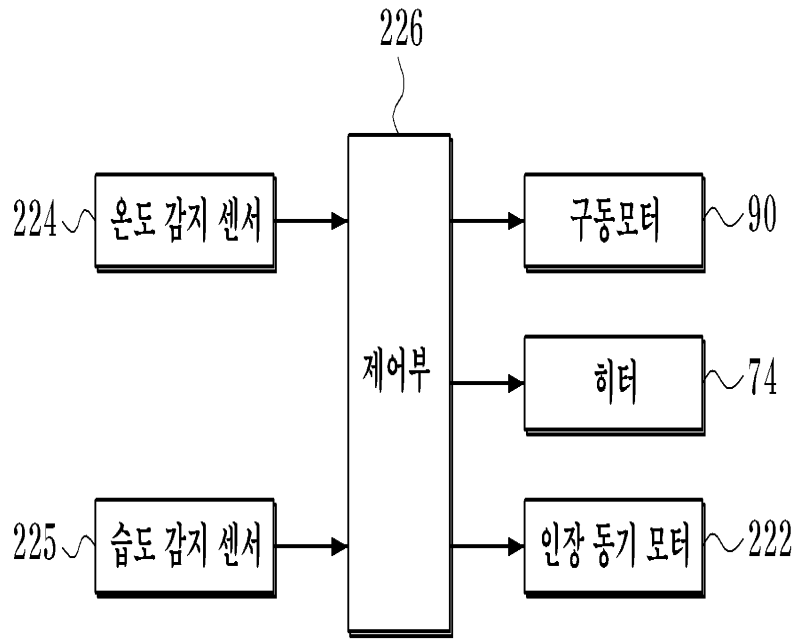 226
224
온도 감지 센서
구동모터
90
제어부
히터
74
225
습도 감지 센서
인장 동기 모터
222